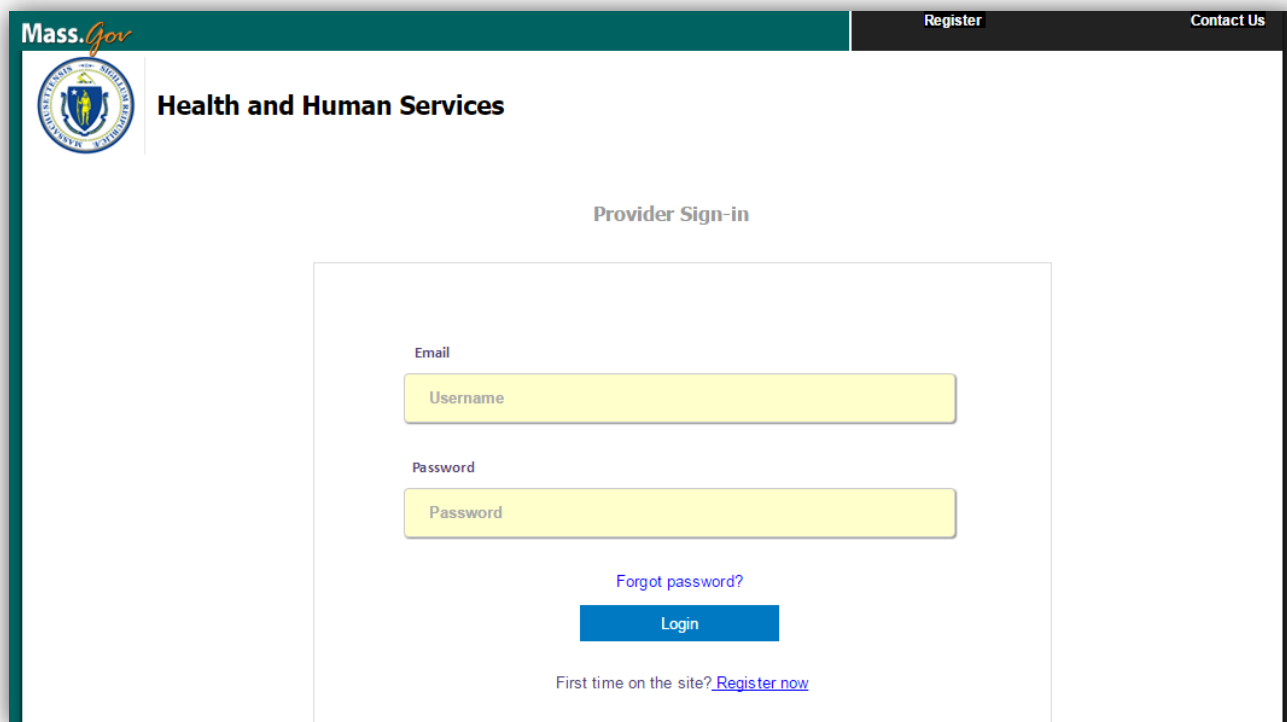 Mass.Gov
Register
Contact Us
Health and Human Services
Provider Sign-in
Email
Username
Password
Password
Forgot password?
Login
First time on the site? Register now